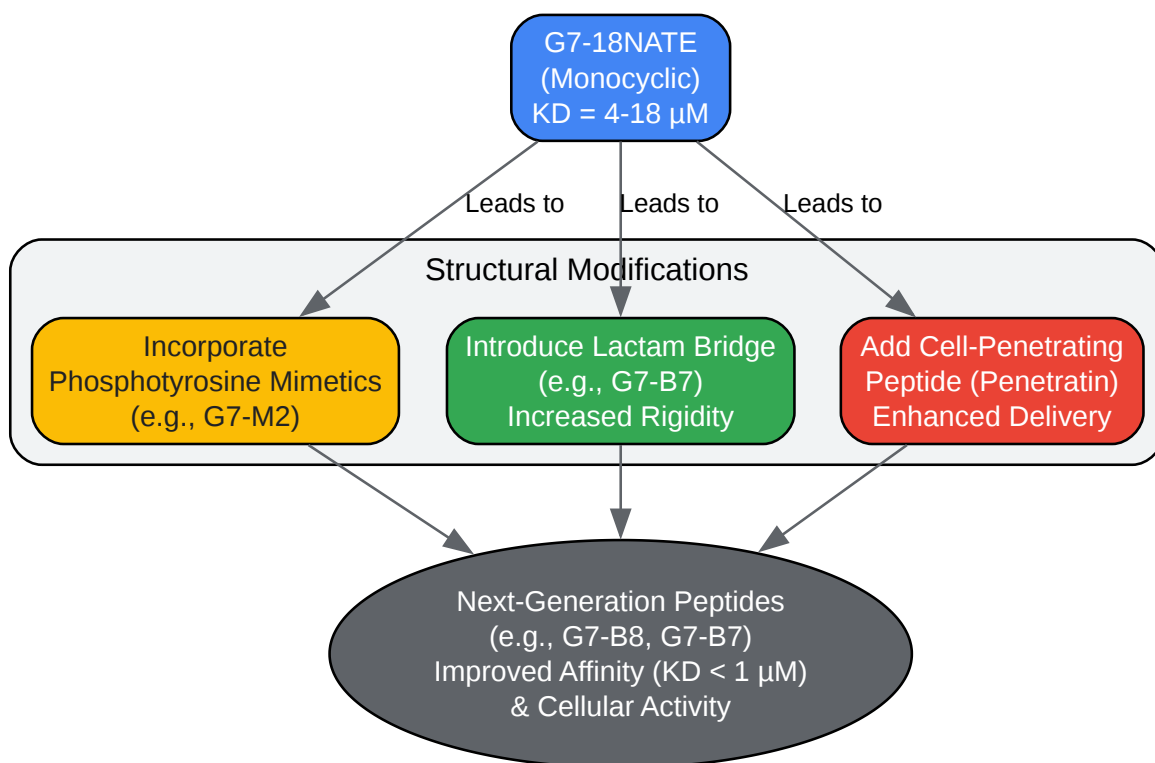 G7-18NATE
(Monocyclic)
KD = 4-18 µM
Leads to
Leads to
Leads to
Structural Modifications
Incorporate
Phosphotyrosine Mimetics
(e.g., G7-M2)
Introduce Lactam Bridge
(e.g., G7-B7)
Increased Rigidity
Add Cell-Penetrating
Peptide (Penetratin)
Enhanced Delivery
Next-Generation Peptides
(e.g., G7-B8, G7-B7)
Improved Affinity (KD < 1 µM)
& Cellular Activity